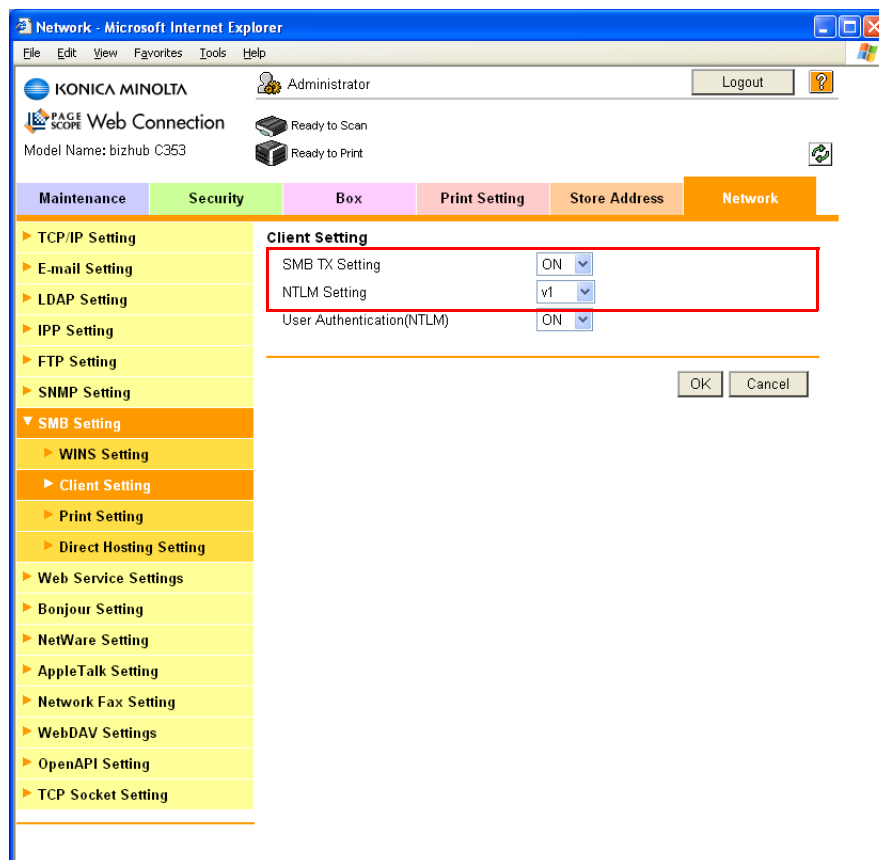 Network - Microsoft Internet Explorer
File Edit View Favorites Tools Help
KONICA MINOLTA
Administrator
Logout
?
PAGE SCOPE Web Connection
Ready to Scan
Model Name: bizhub C353
Ready to Print
Maintenance Security Box Print Setting Store Address Network
TCP/IP Setting
E-mail Setting
LDAP Setting
IPP Setting
FTP Setting
SNMP Setting
SMB Setting
WINS Setting
Client Setting
Print Setting
Direct Hosting Setting
Web Service Settings
Bonjour Setting
NetWare Setting
AppleTalk Setting
Network Fax Setting
WebDAV Settings
OpenAPI Setting
TCP Socket Setting
Client Setting
SMB TX Setting ON
NTLM Setting v1
User Authentication(NTLM) ON
OK Cancel